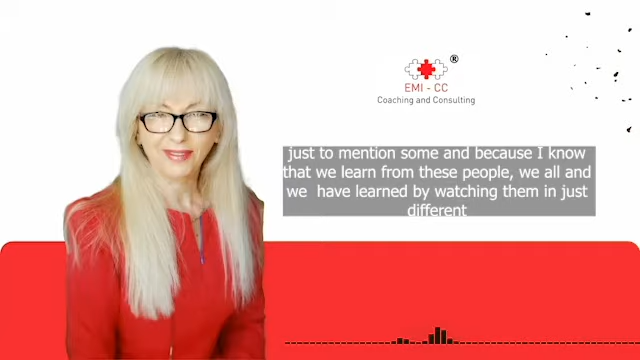 ®
EMI - CC
Coaching and Consulting
just to mention some and because I know
that we learn from these people, we all and
we have learned by watching them in just
different